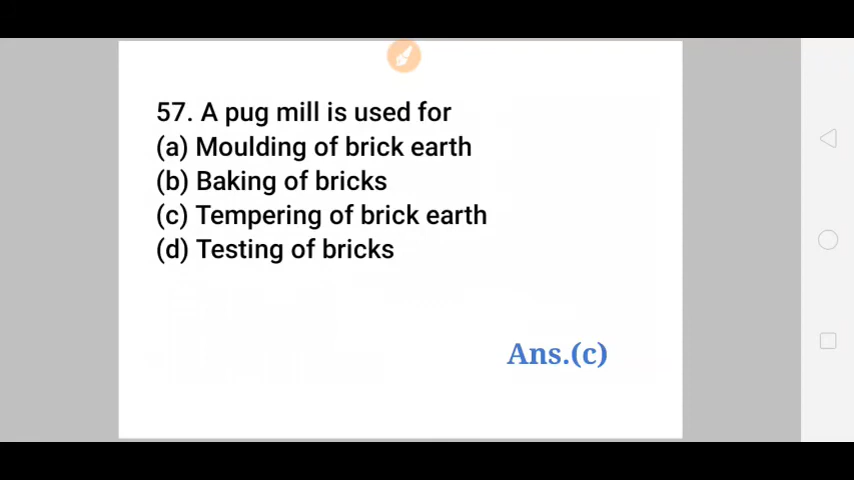 57. A pug mill is used for
(a) Moulding of brick earth
(b) Baking of bricks
(c) Tempering of brick earth
(d) Testing of bricks
Ans.(c)